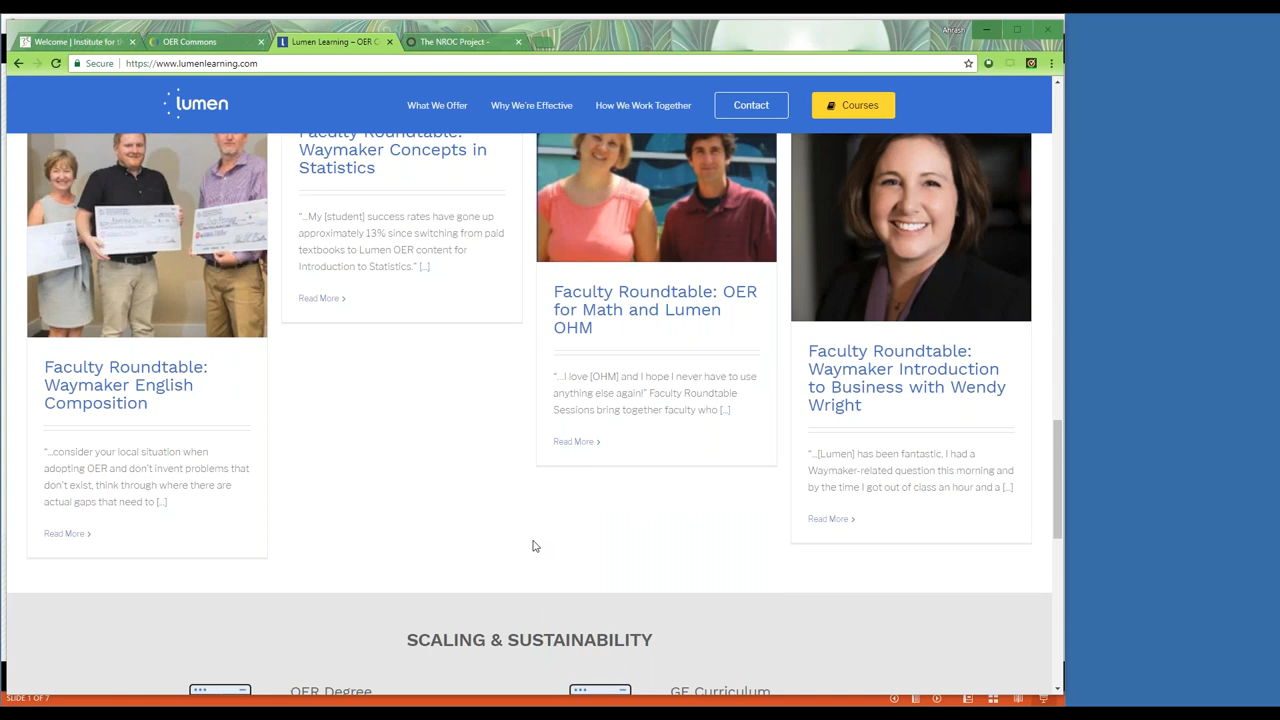 Ahrash
Welcome | Institute for th
OER Commons
Lumen Learning – OER C
The NROC Project -
Secure
https://www.lumenlearning.com
lumen
What We Offer
Why We're Effective
How We Work Together
Contact
Courses
Faculty Roundtable:
Waymaker English
Composition
"...consider your local situation when
adopting OER and don't invent problems that
don't exist, think through where there are
actual gaps that need to [...]
Read More >
Faculty Roundtable:
Waymaker Concepts in
Statistics
"...My [student] success rates have gone up
approximately 13% since switching from paid
textbooks to Lumen OER content for
Introduction to Statistics." [...]
Read More >
Faculty Roundtable: OER
for Math and Lumen
OHM
"...I love [OHM] and I hope I never have to use
anything else again!" Faculty Roundtable
Sessions bring together faculty who [...]
Read More >
Faculty Roundtable:
Waymaker Introduction
to Business with Wendy
Wright
"...[Lumen] has been fantastic, I had a
Waymaker-related question this morning and
by the time I got out of class an hour and a [...]
Read More >
SCALING & SUSTAINABILITY
OER Degree
GE Curriculum
SLIDE 1 OF 7